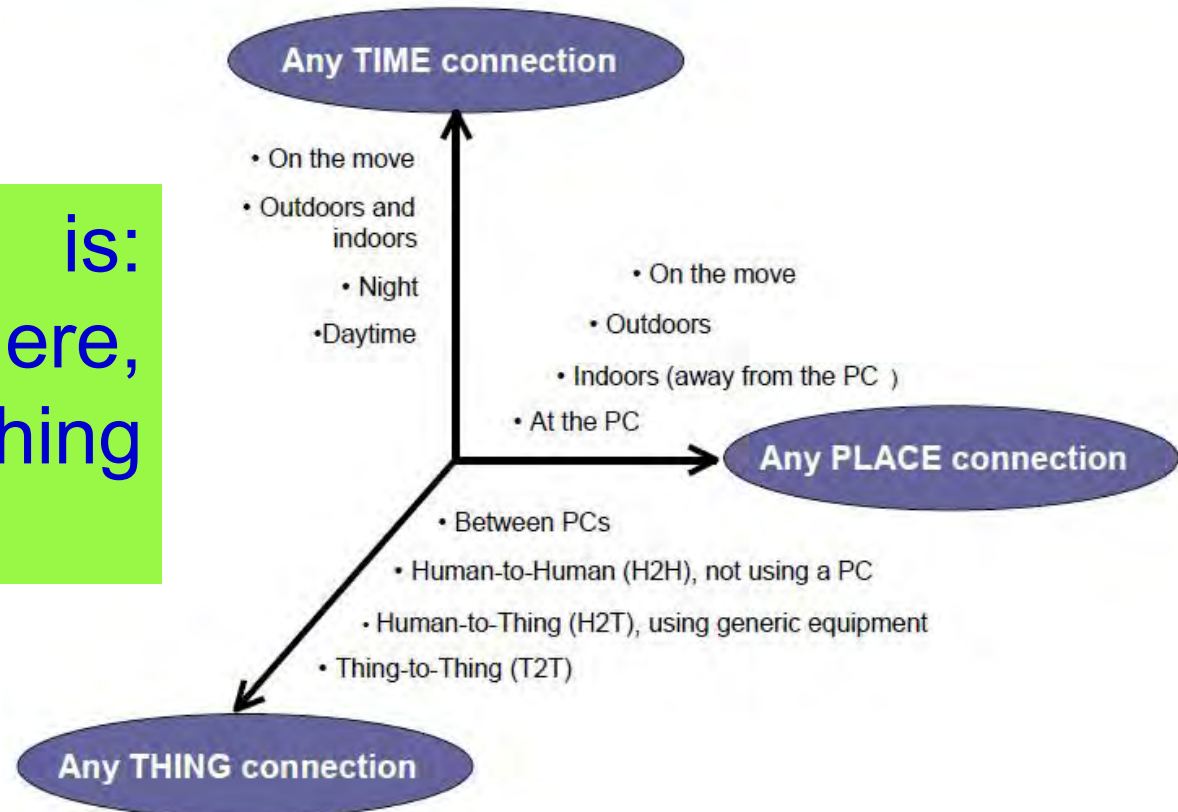 Any TIME connection
• On the move
• Outdoors and
indoors
• Night
•Daytime
is:
ere,
hing
• On the move
• Outdoors
• Indoors (away from the PC )
• At the PC
Any PLACE connection
• Between PCs
• Human-to-Human (H2H), not using a PC
• Human-to-Thing (H2T), using generic equipment
• Thing-to-Thing (T2T)
Any THING connection